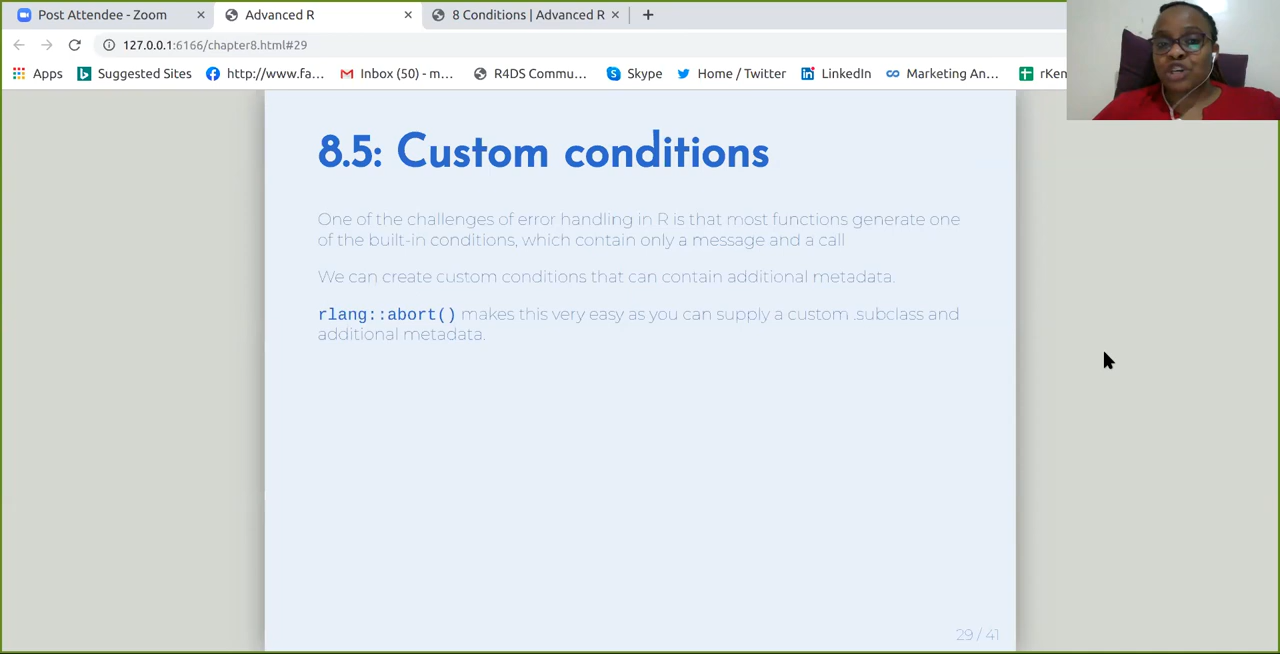 Post Attendee - Zoom
Advanced R
8 Conditions | Advanced R
127.0.0.1:6166/chapter8.html#29
Apps
Suggested Sites
http://www.fa...
Inbox (50) - m...
R4DS Commu...
Skype
Home / Twitter
LinkedIn
Marketing An...
rKem
8.5: Custom conditions
One of the challenges of error handling in R is that most functions generate one
of the built-in conditions, which contain only a message and a call
We can create custom conditions that can contain additional metadata.
rlang::abort() makes this very easy as you can supply a custom .subclass and
additional metadata.
29 / 41